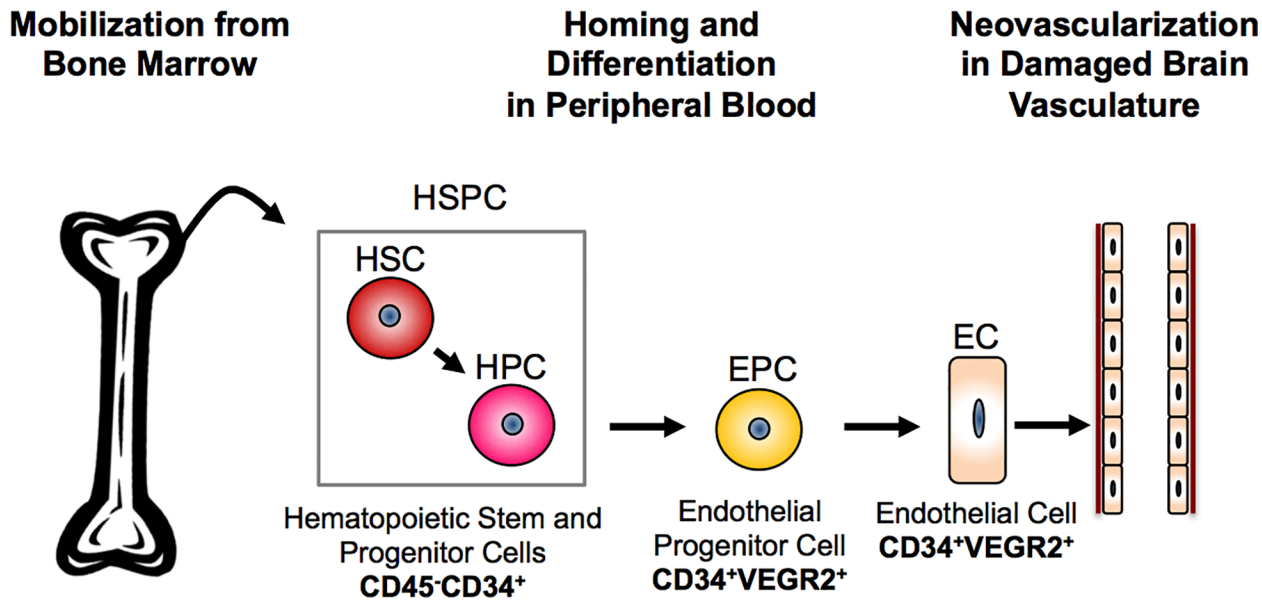 Mobilization from
Bone Marrow
Homing and
Differentiation
in Peripheral Blood
Neovascularization
in Damaged Brain
Vasculature
HSPC
HSC
HPC
EPC
EC
Hematopoietic Stem and
Progenitor Cells
CD45⁻CD34⁺
Endothelial
Progenitor Cell
CD34⁺VEGR2⁺
Endothelial Cell
CD34⁺VEGR2⁺